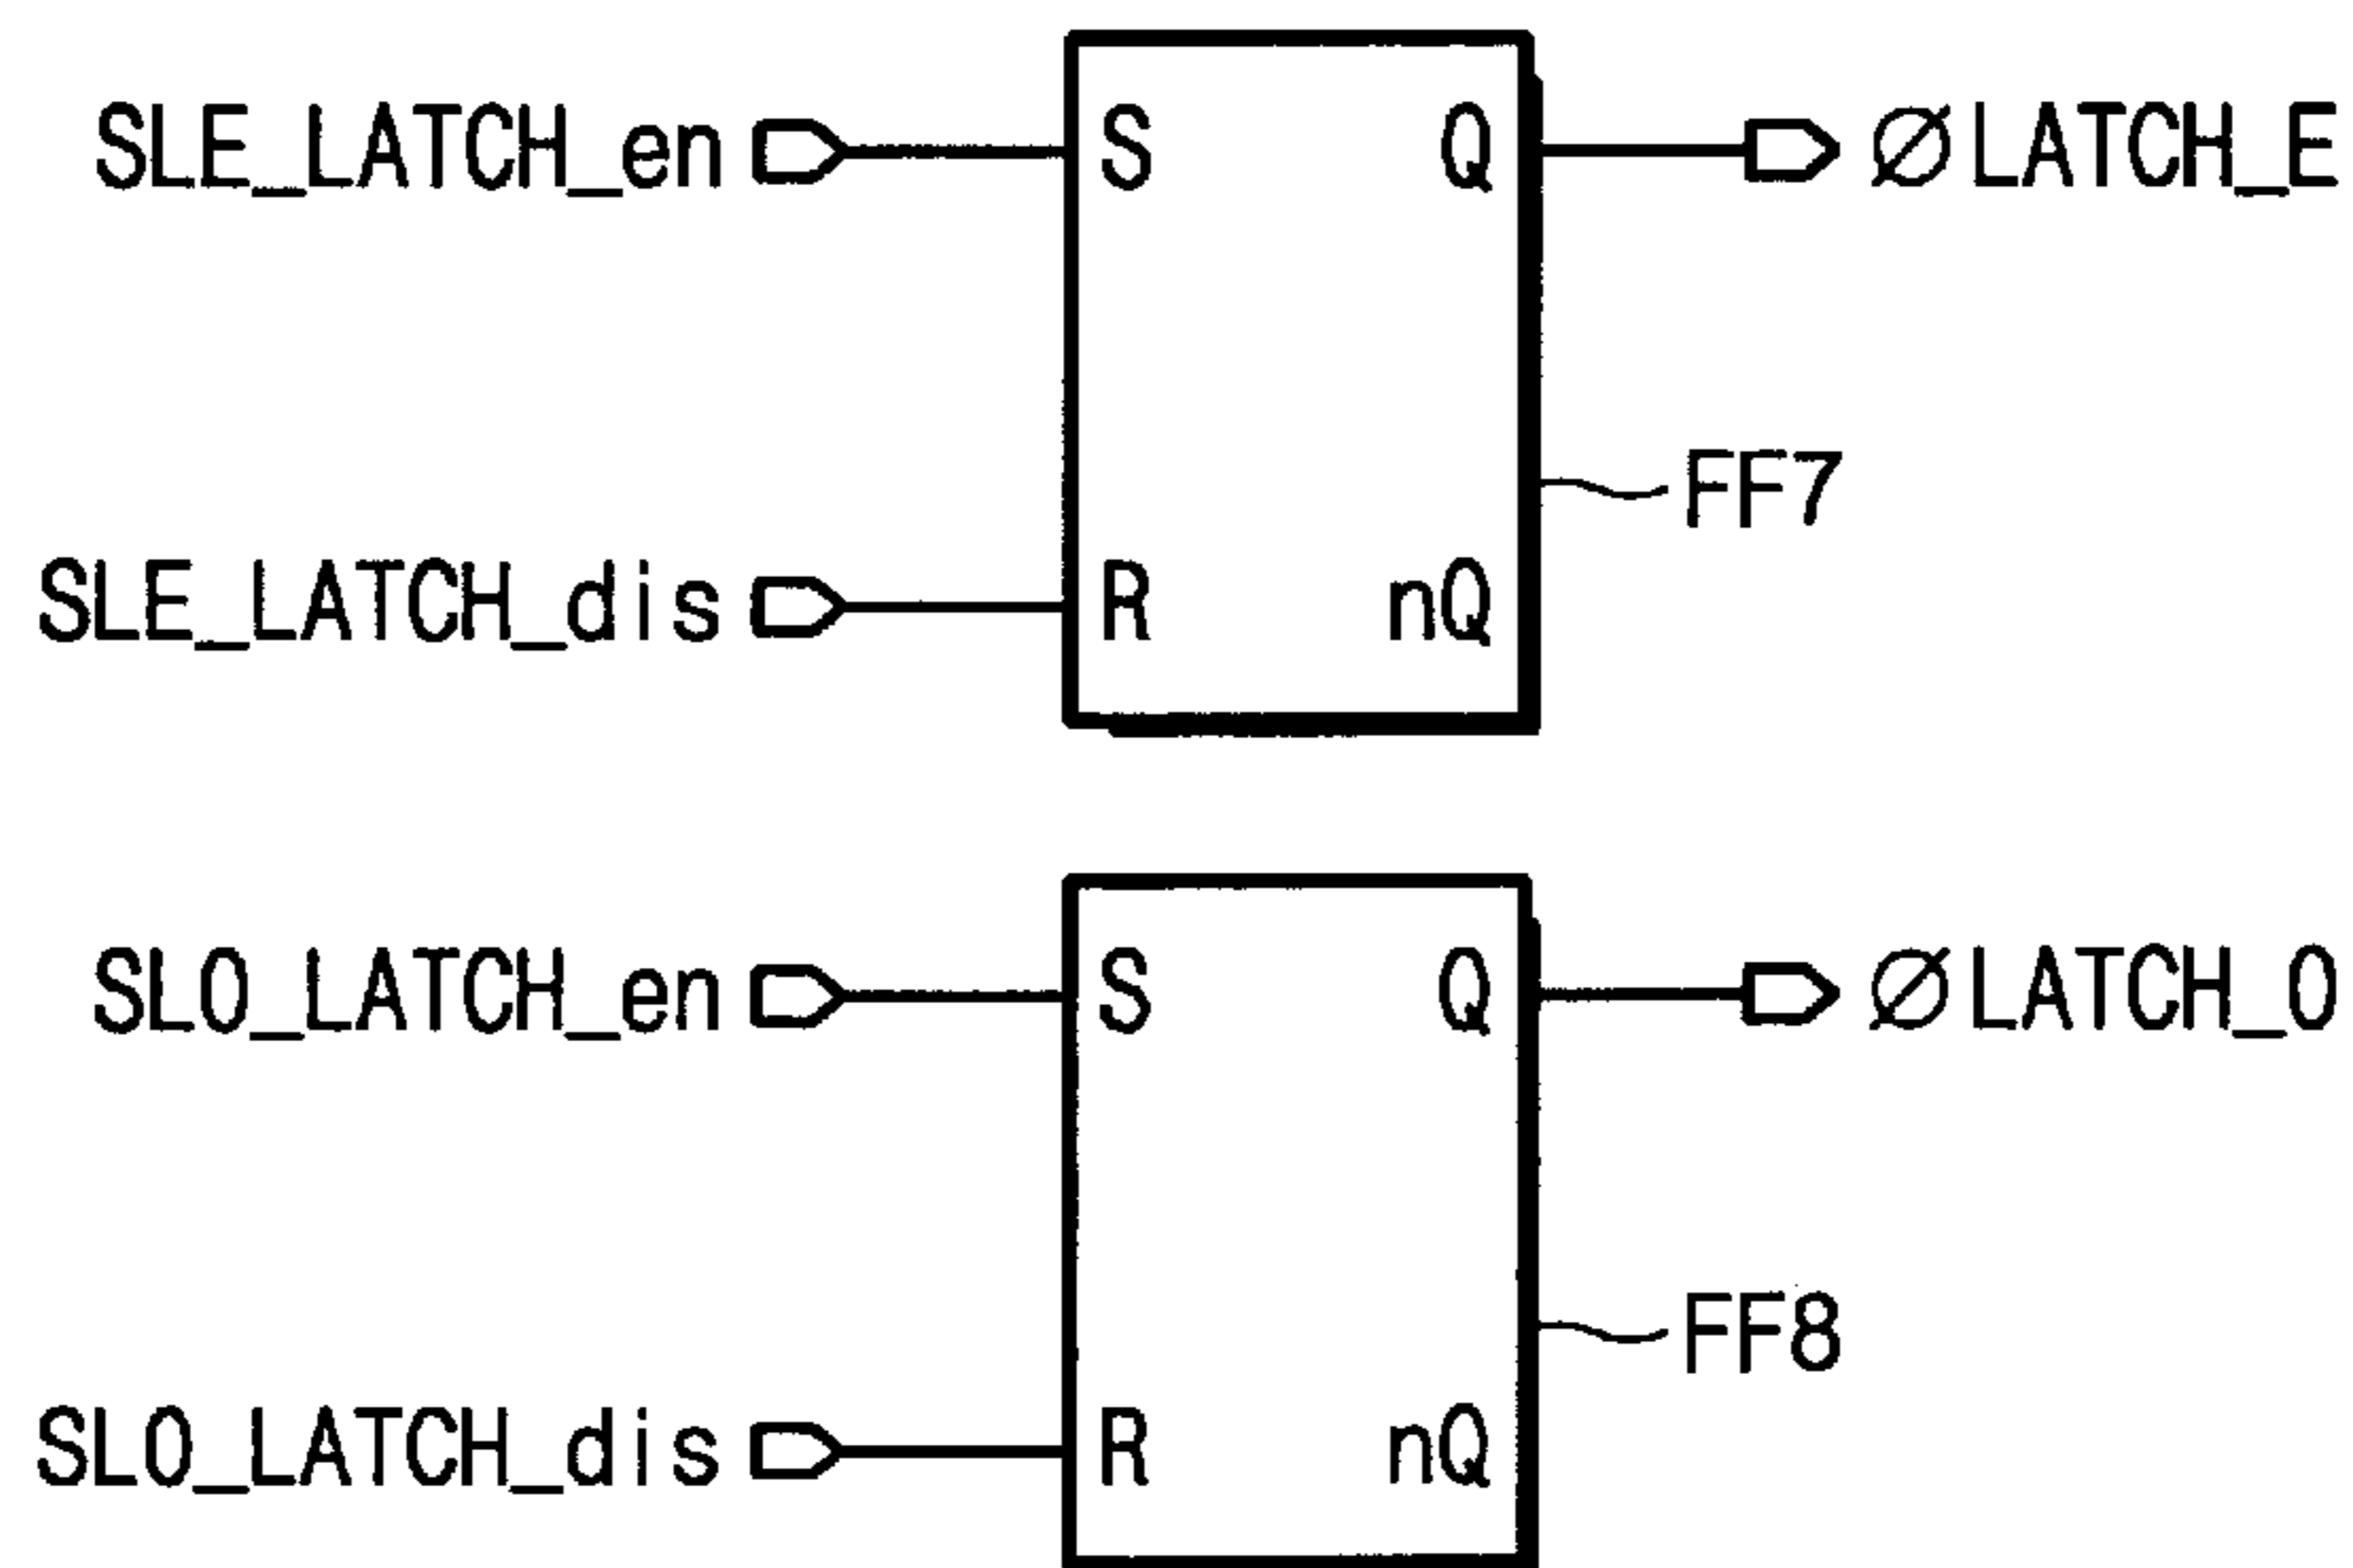 SLE_LATCH_en S Q ØLATCH_E
FF7
SLE_LATCH_dis R nQ
SLO_LATCH_en S Q ØLATCH_O
FF8
SLO_LATCH_dis R nQ